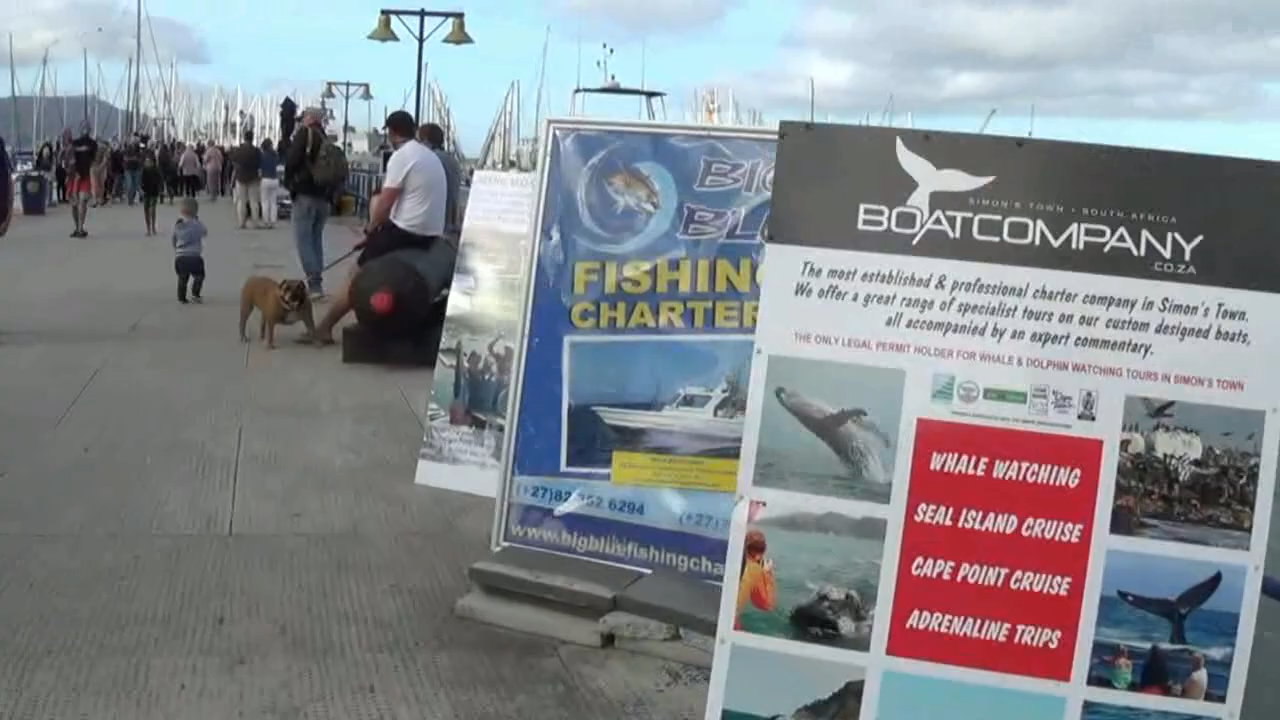 BIG
BL
FISHING
CHARTER
(+27)82 352 6294
(+27)
www.bigbluefishingcha
SIMON'S TOWN • SOUTH AFRICA
BOATCOMPANY
.CO.ZA
The most established & professional charter company in Simon's Town.
We offer a great range of specialist tours on our custom designed boats,
all accompanied by an expert commentary.
THE ONLY LEGAL PERMIT HOLDER FOR WHALE & DOLPHIN WATCHING TOURS IN SIMON'S TOWN
WHALE WATCHING
SEAL ISLAND CRUISE
CAPE POINT CRUISE
ADRENALINE TRIPS